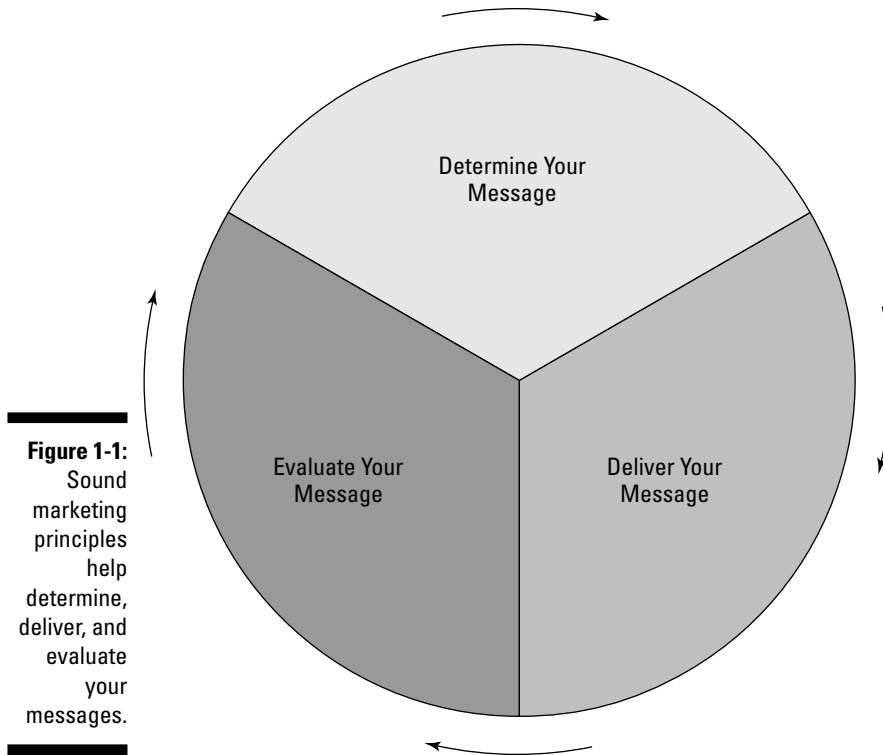 Determine Your
Message
Evaluate Your
Message
Deliver Your
Message
Figure 1-1:
Sound
marketing
principles
help
determine,
deliver, and
evaluate
your
messages.